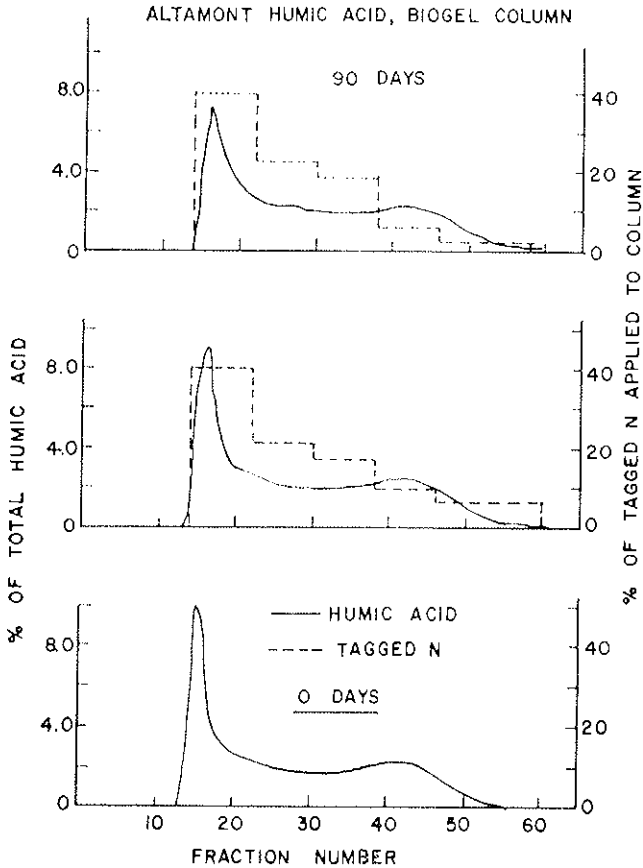 ALTAMONT HUMIC ACID, BIOGEL COLUMN
90 DAYS
8.0
4.0
0
40
20
0
8.0
4.0
0
40
20
0
HUMIC ACID
TAGGED N
0 DAYS
8.0
4.0
0
40
20
0
10 20 30 40 50 60
FRACTION NUMBER
% OF TOTAL HUMIC ACID
% OF TAGGED N APPLIED TO COLUMN